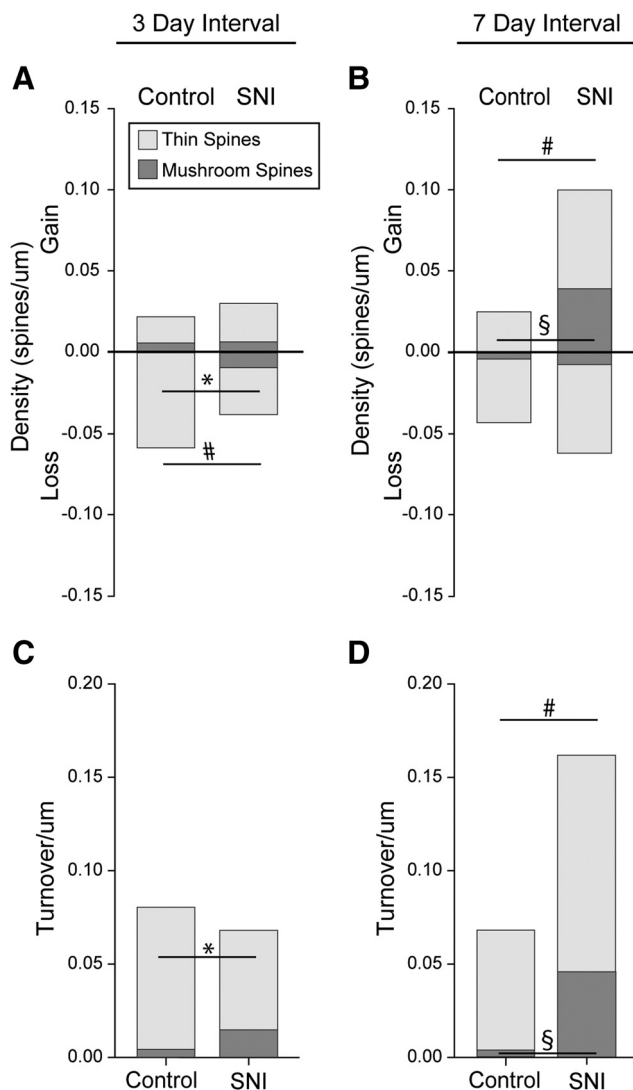 3 Day Interval
7 Day Interval
A
Control SNI
Thin Spines
Mushroom Spines
Density (spines/um)
Gain
Loss
0.15
0.10
0.05
0.00
-0.05
-0.10
-0.15
*
#
B
Control SNI
#
§
Density (spines/um)
Gain
Loss
0.15
0.10
0.05
0.00
-0.05
-0.10
-0.15
C
Turnover/um
0.20
0.15
0.10
0.05
0.00
*
Control SNI
D
Turnover/um
0.20
0.15
0.10
0.05
0.00
#
§
Control SNI